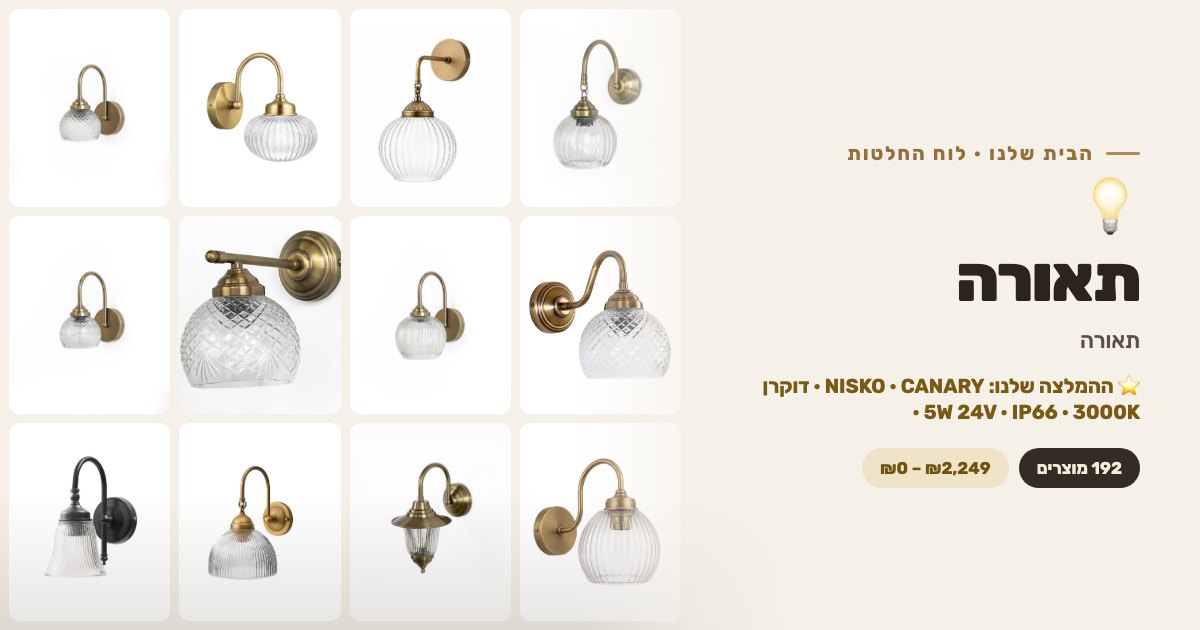 הבית שלנו • לוח החלטות
תאורה
תאורה
⭐ ההמלצה שלנו: NISKO • CANARY • דוקרן
3000K • IP66 • 5W 24V •
192 מוצרים
₪0 – ₪2,249